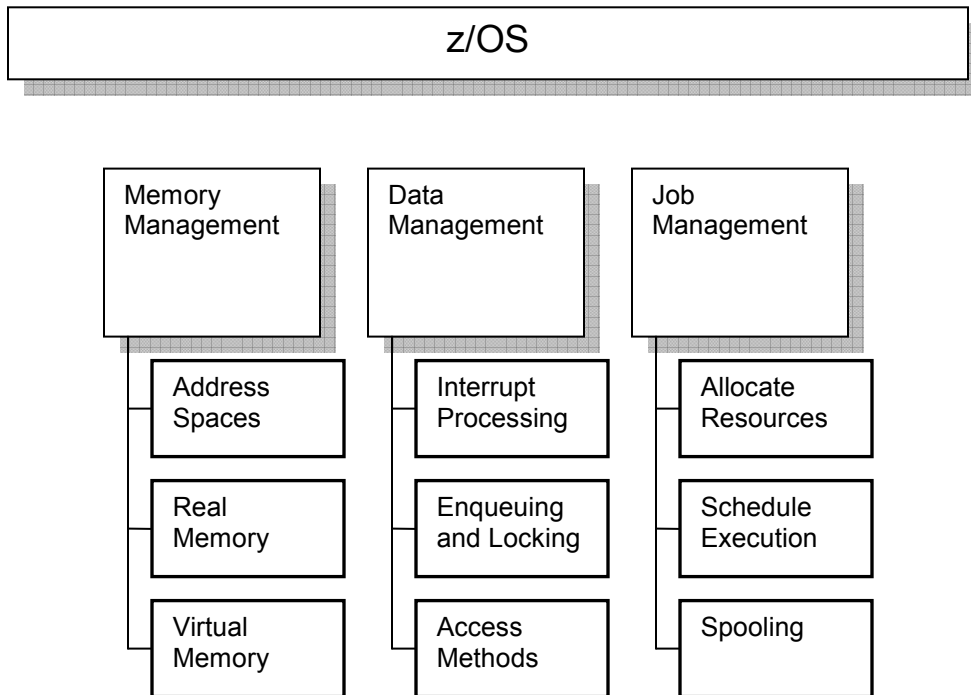 z/OS
Memory
Management
Address
Spaces
Real
Memory
Virtual
Memory
Data
Management
Interrupt
Processing
Enqueuing
and Locking
Access
Methods
Job
Management
Allocate
Resources
Schedule
Execution
Spooling